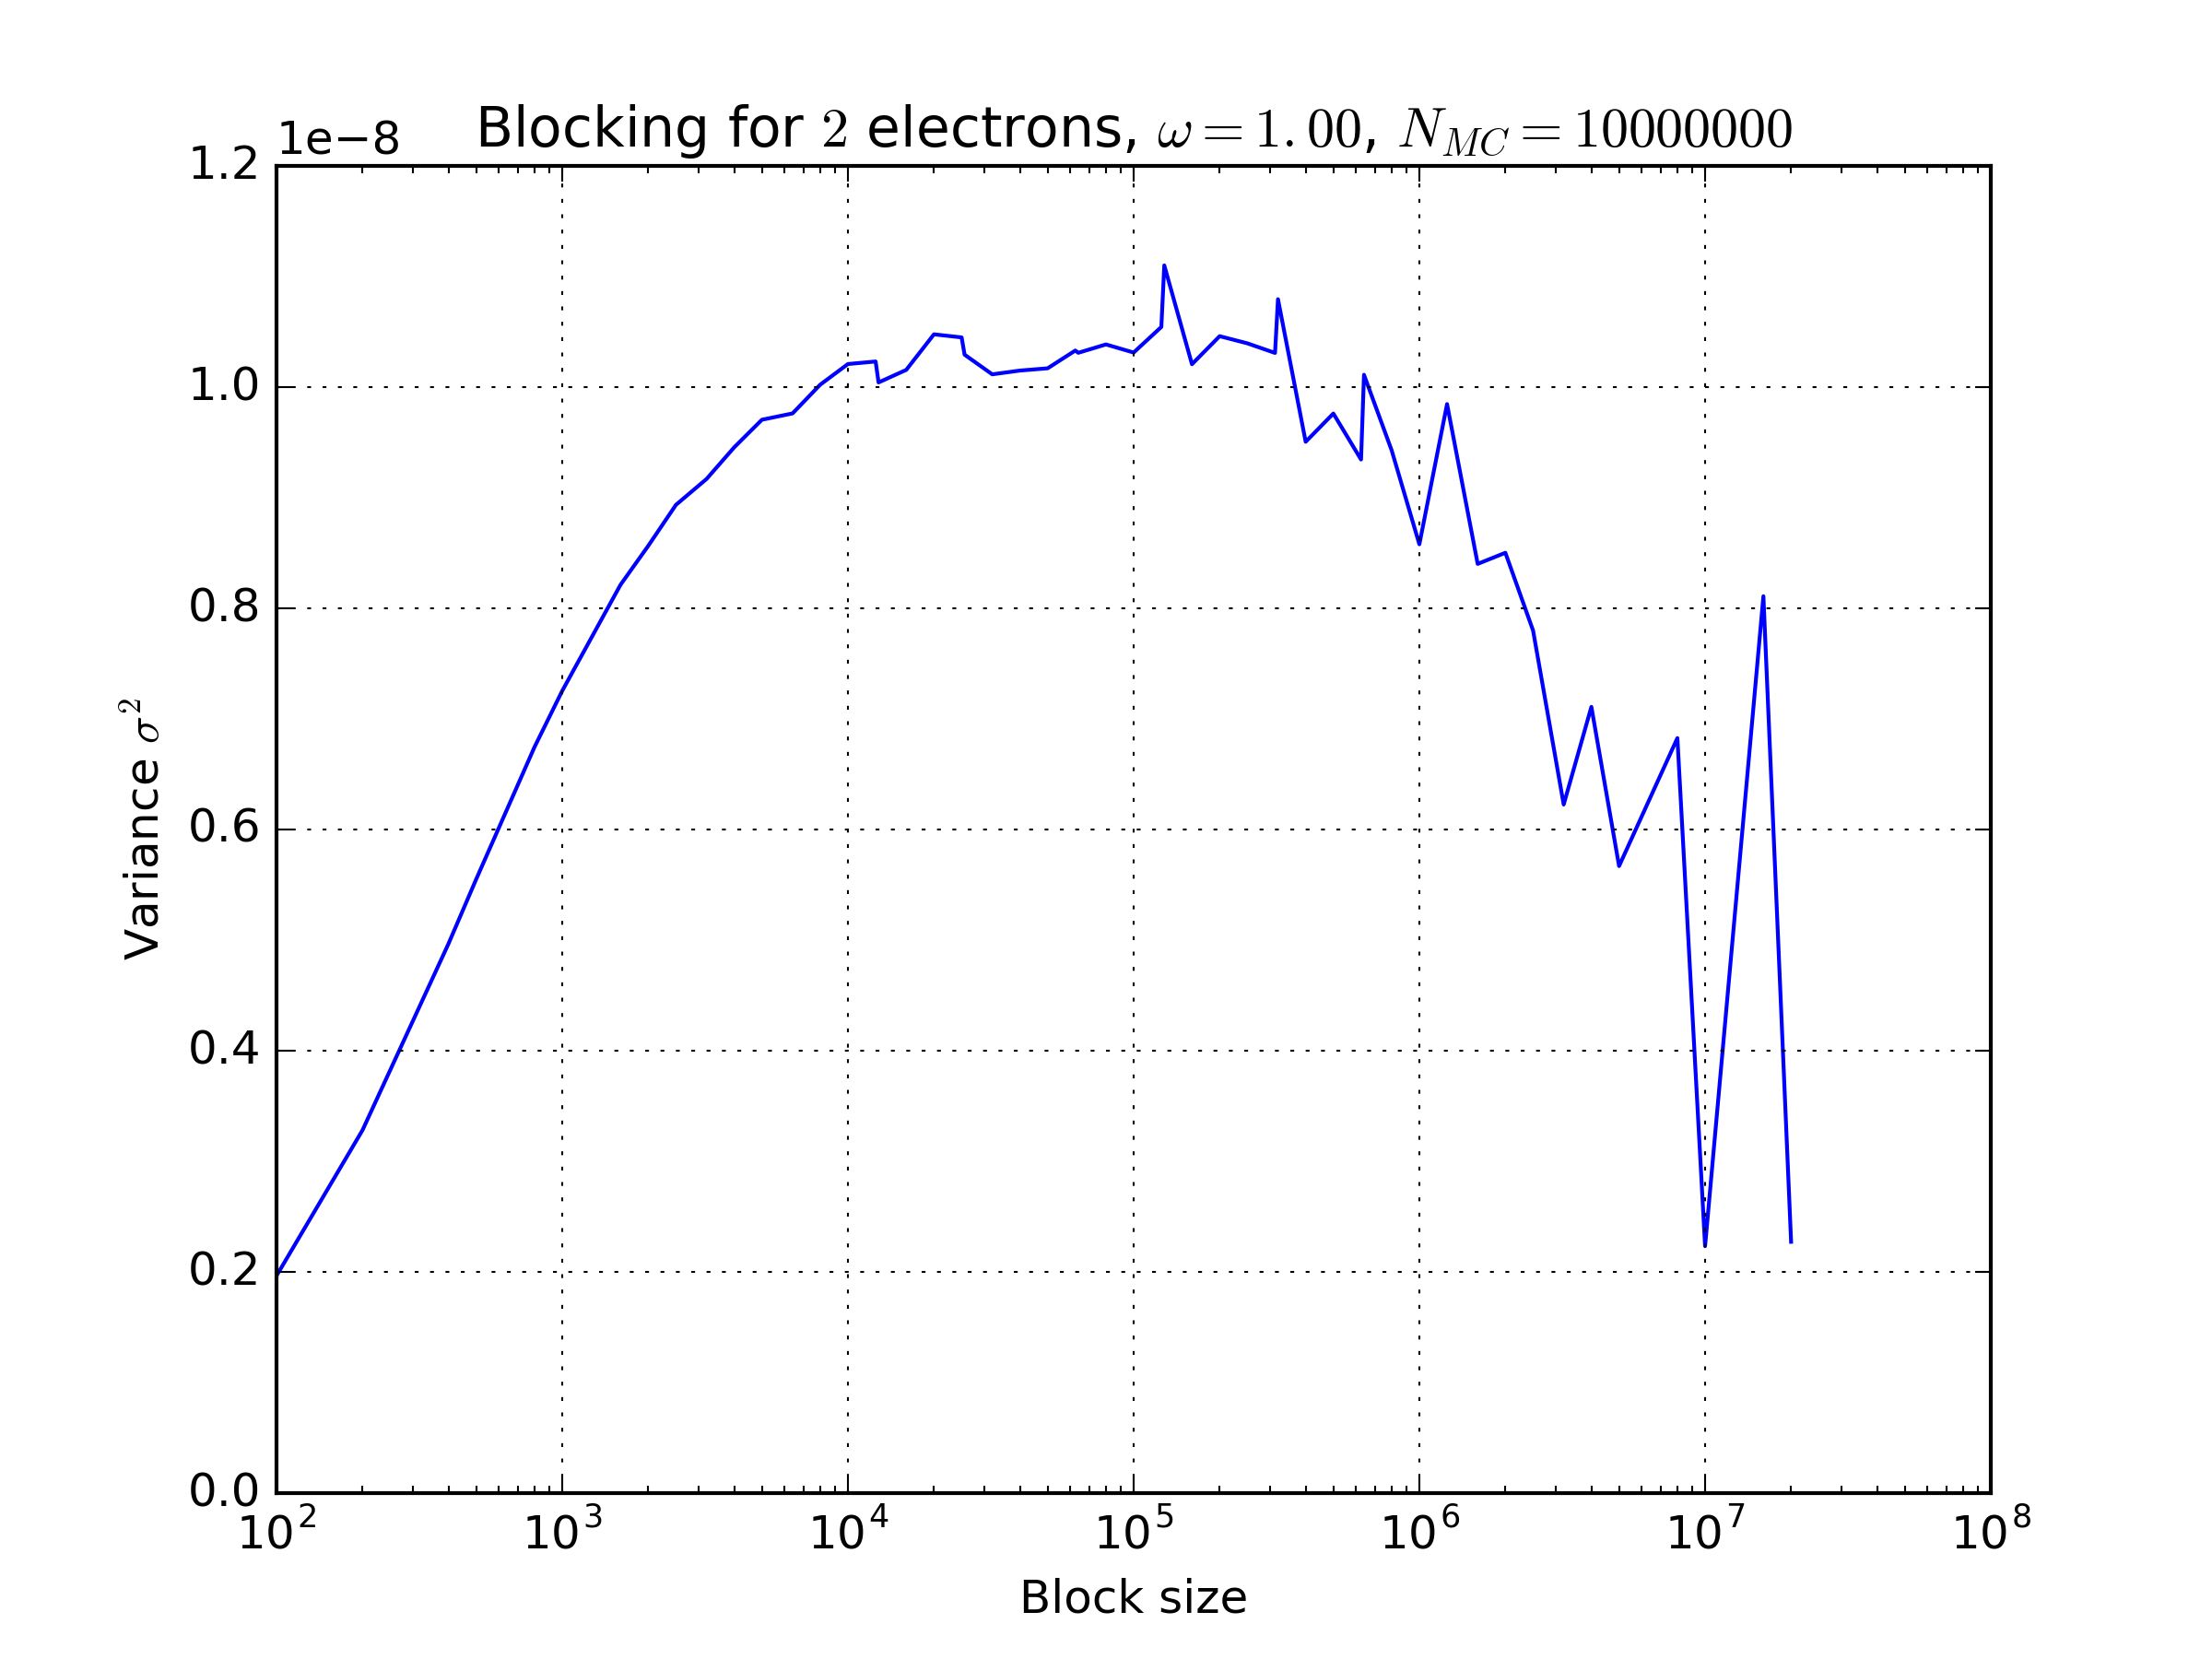 Blocking for 2 electrons, ω = 1.00, N_MC = 10000000
1e−8
1.2
1.0
0.8
0.6
0.4
0.2
0.0
Variance σ²
10² 10³ 10⁴ 10⁵ 10⁶ 10⁷ 10⁸
Block size